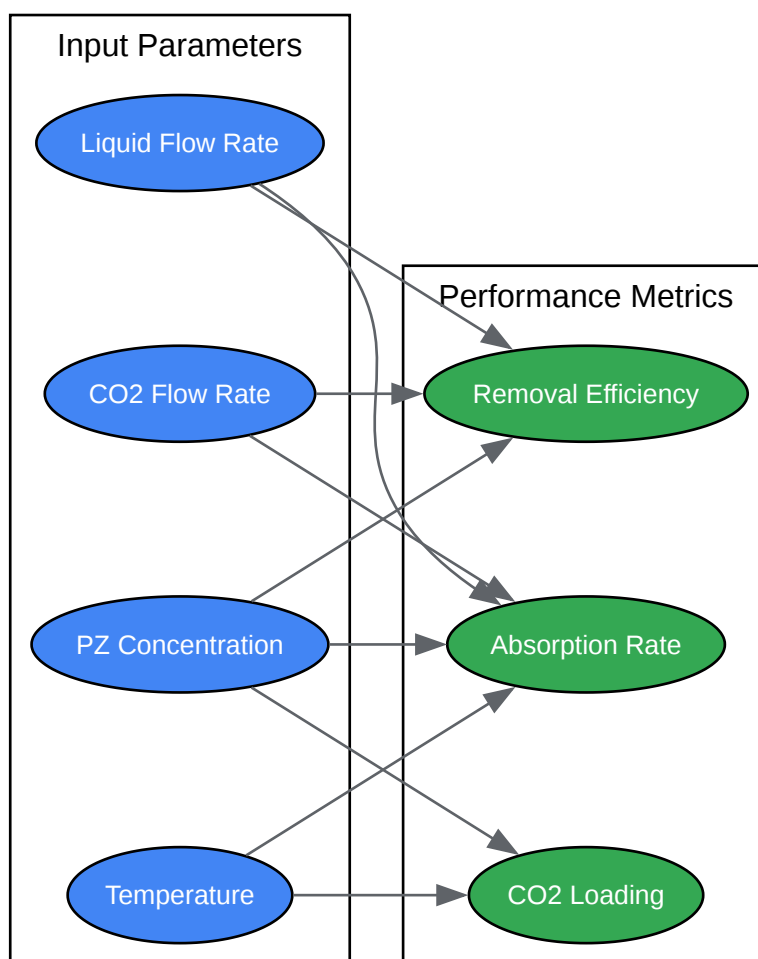 Input Parameters
Liquid Flow Rate
Performance Metrics
CO2 Flow Rate
Removal Efficiency
PZ Concentration
Absorption Rate
Temperature
CO2 Loading